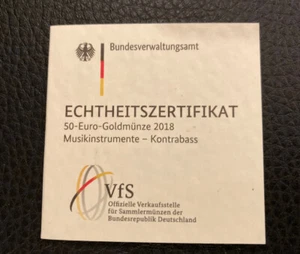 Bundesverwaltungsamt
ECHTHEITSZERTIFIKAT
50-Euro-Goldmünze 2018
Musikinstrumente – Kontrabass
VfS
Offizielle Verkaufsstelle
für Sammlermünzen der
Bundesrepublik Deutschland